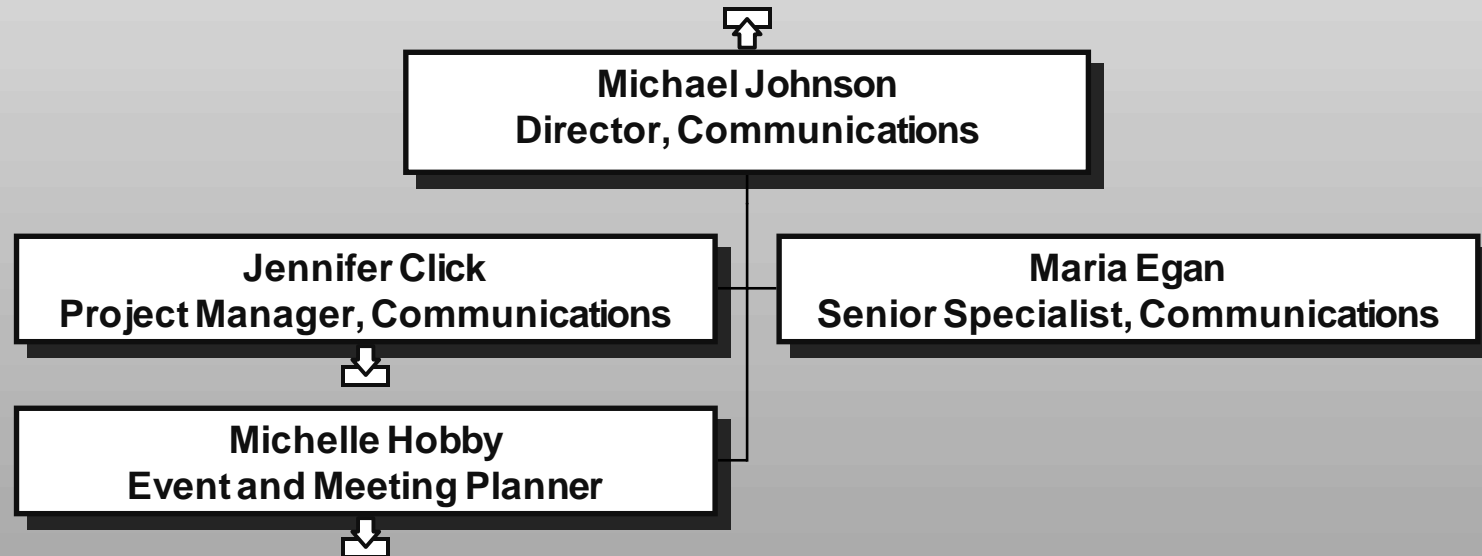 Michael Johnson
Director, Communications
Jennifer Click
Project Manager, Communications
Maria Egan
Senior Specialist, Communications
Michelle Hobby
Event and Meeting Planner